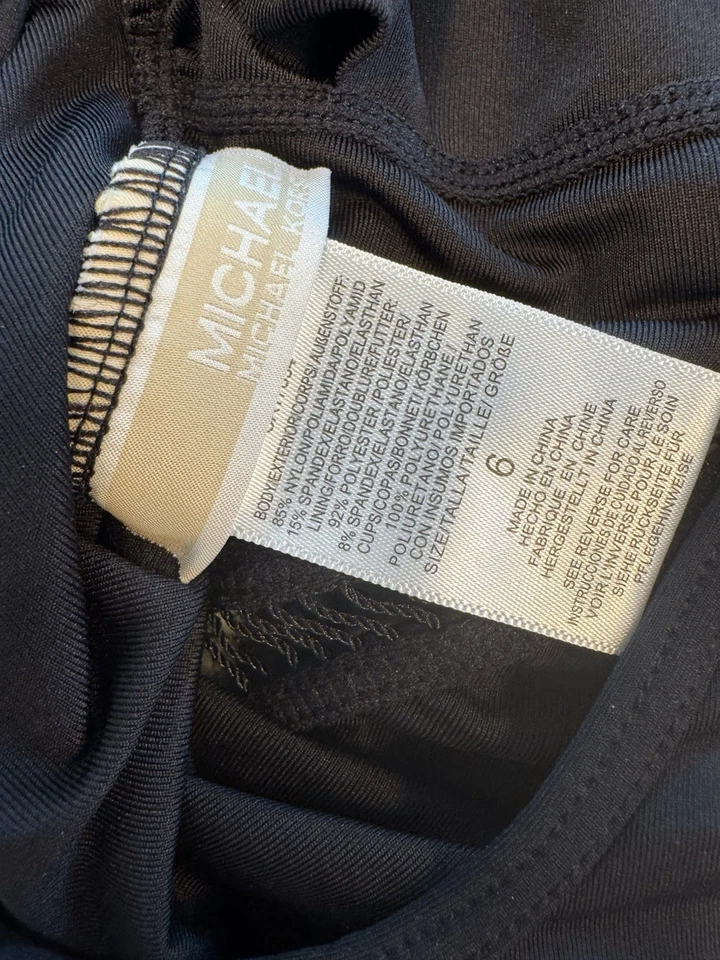 MICHAEL
MICHAEL KORS
BODY/EXTERIOR/CORPS/AUßENSTOFF:
85% NYLON/POLIAMIDA/POLYAMID
15% SPANDEX/ELASTANO/ELASTHAN
LINING/FORRO/DOUBLURE/FUTTER:
92% POLYESTER /POLIESTER,
8% SPANDEX/ELASTANO/ELASTHAN
CUPS/COPAS/BONNET/ KÖRBCHEN
100% POLYURETHANE /
POLIURETANO / POLYURETHAN
CON INSUMOS IMPORTADOS
SIZE/TALLA/TAILLE/ GRÖßE
6
MADE IN CHINA
HECHO EN CHINA
FABRIQUE EN CHINE
HERGESTELLT IN CHINA
SEE REVERSE FOR CARE
INSTRUCCIONES DE CUIDADO AL REVERSO
VOIR L'INVERSE POUR LE SOIN
SIEHE RÜCKSEITE FÜR
PFLEGEHINWEISE